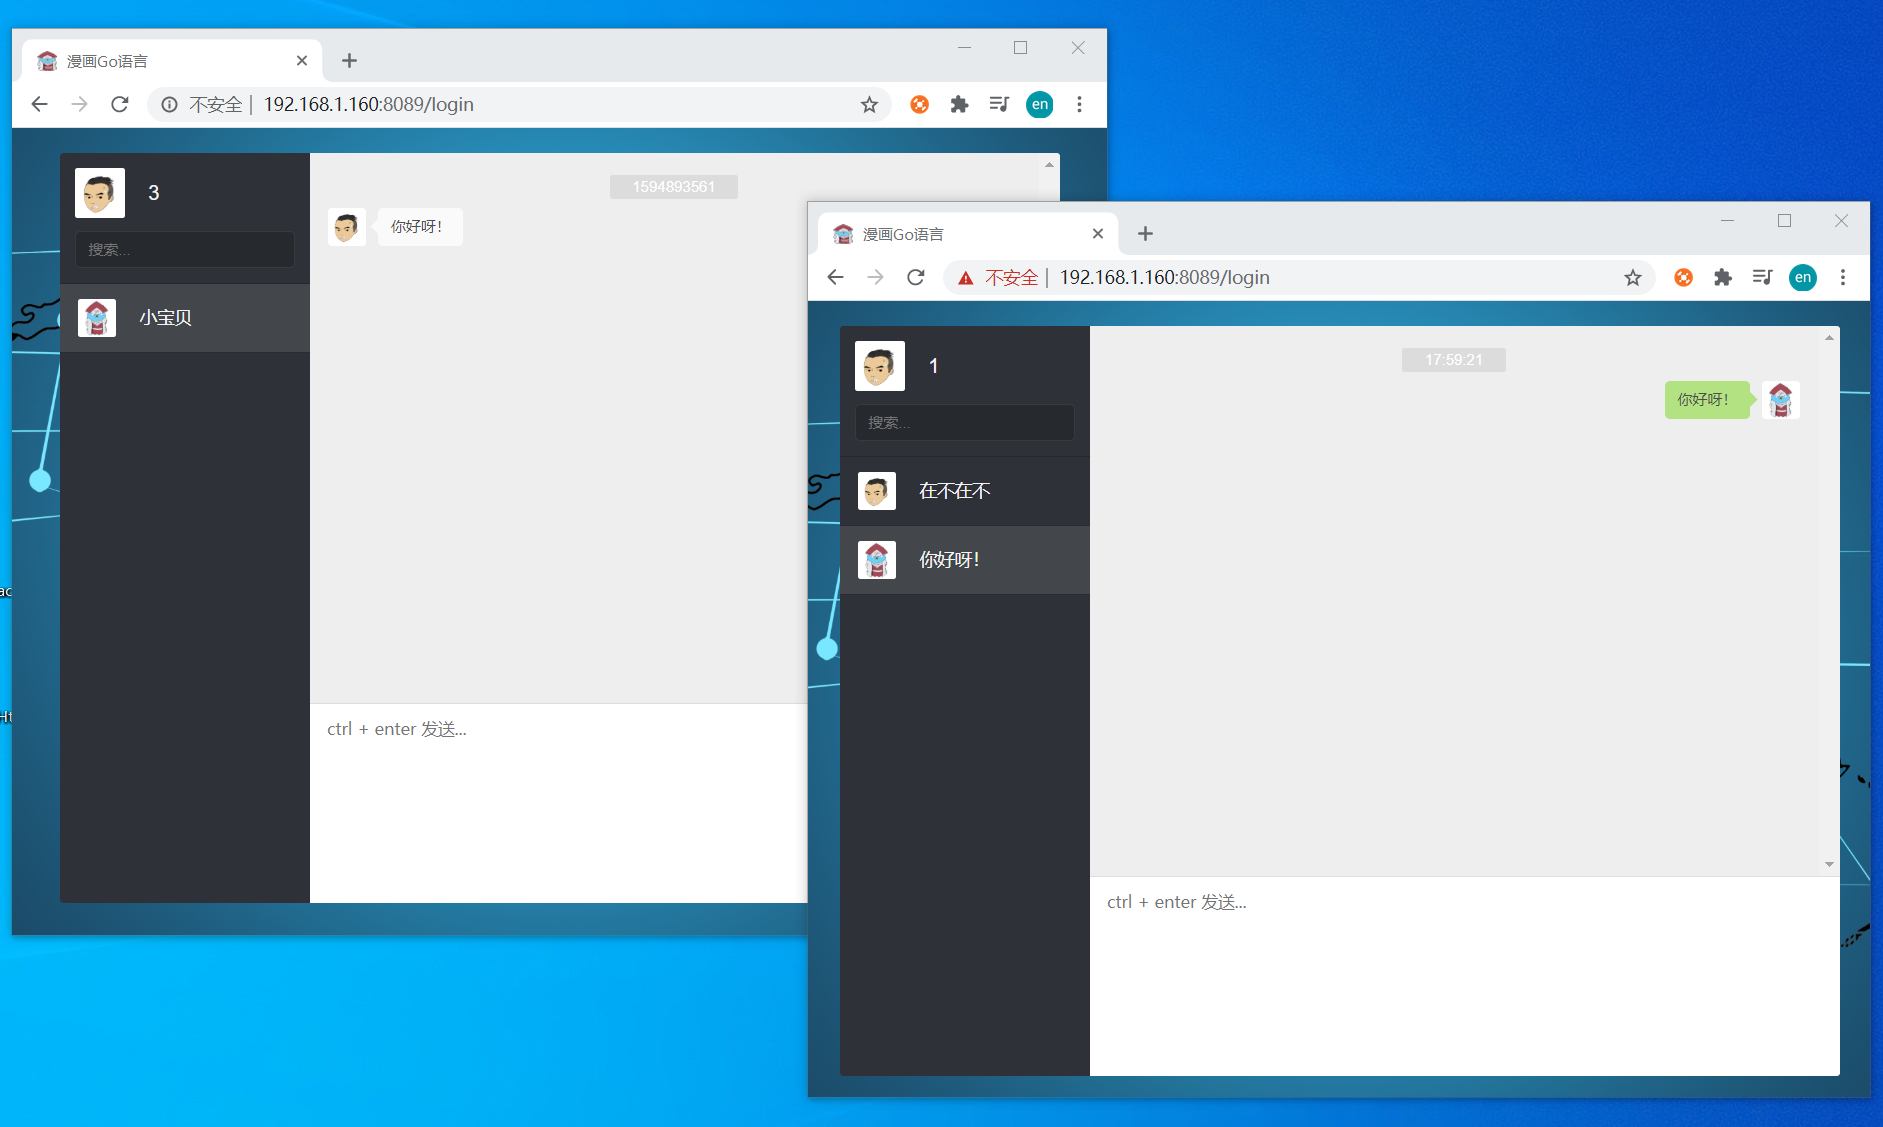 漫画Go语言
不安全 | 192.168.1.160:8089/login
en
3
搜索...
小宝贝
1594893561
你好呀!
ctrl + enter 发送...
漫画Go语言
不安全 | 192.168.1.160:8089/login
en
1
搜索...
在不在不
你好呀!
17:59:21
你好呀!
ctrl + enter 发送...
ac
Ht